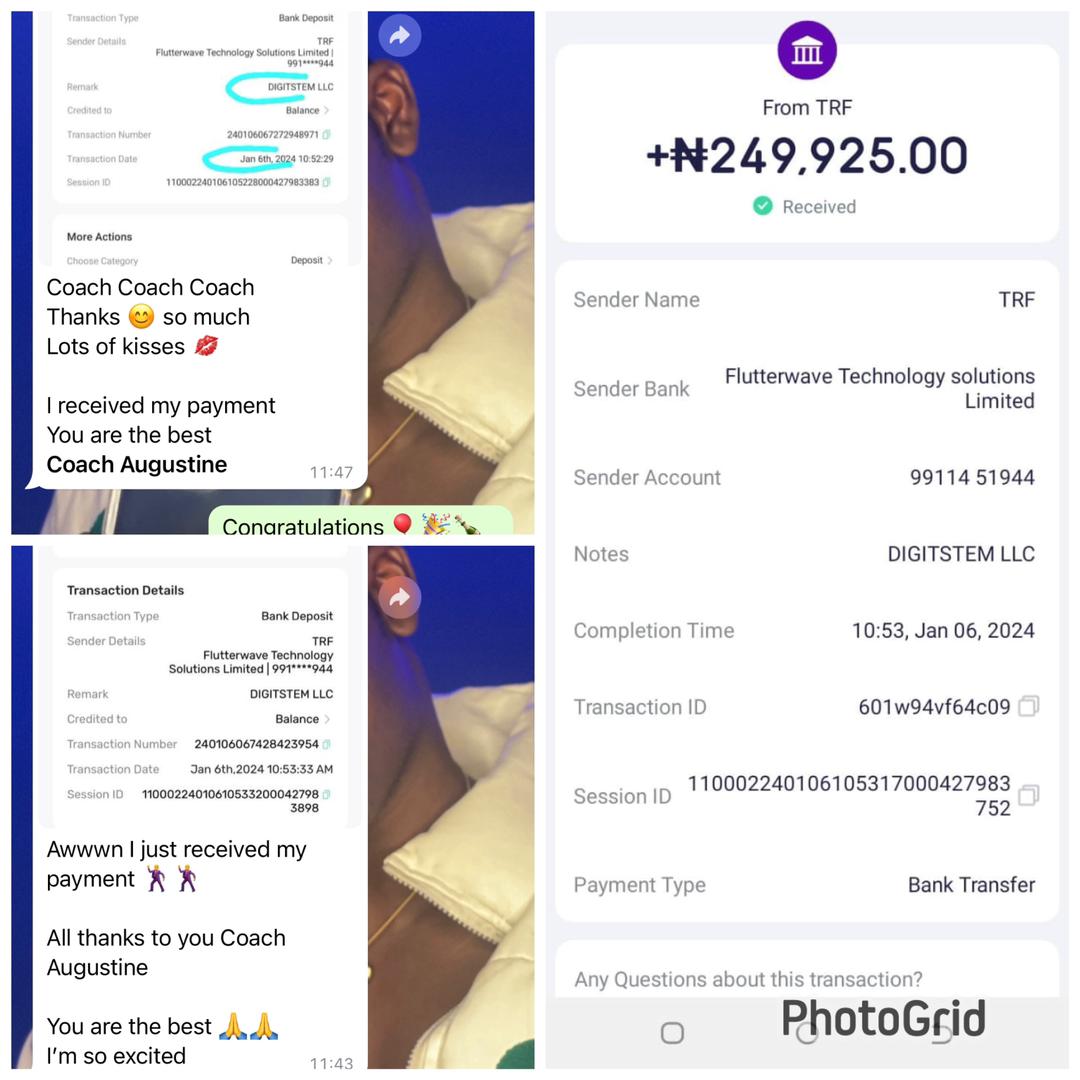 Transaction Type Bank Deposit
Sender Details TRF
Flutterwave Technology Solutions Limited |
991****944
Remark DIGITSTEM LLC
Credited to Balance
Transaction Number 240106067272948971
Transaction Date Jan 6th, 2024 10:52:29
Session ID 110002240106105228000427983383
More Actions
Choose Category Deposit
Coach Coach Coach
Thanks 😊 so much
Lots of kisses 💋
I received my payment
You are the best
Coach Augustine
11:47
Congratulations 🎈 🎉🍾
Transaction Details
Transaction Type Bank Deposit
Sender Details TRF
Flutterwave Technology
Solutions Limited | 991****944
Remark DIGITSTEM LLC
Credited to Balance
Transaction Number 240106067428423954
Transaction Date Jan 6th,2024 10:53:33 AM
Session ID 11000224010610533200042798
3898
Awwwn I just received my
payment 🕺🕺
All thanks to you Coach
Augustine
You are the best 🙏🙏
I'm so excited
11:43
From TRF
+₦249,925.00
Received
Sender Name TRF
Sender Bank Flutterwave Technology solutions
Limited
Sender Account 99114 51944
Notes DIGITSTEM LLC
Completion Time 10:53, Jan 06, 2024
Transaction ID 601w94vf64c09
Session ID 110002240106105317000427983
752
Payment Type Bank Transfer
Any Questions about this transaction?
PhotoGrid